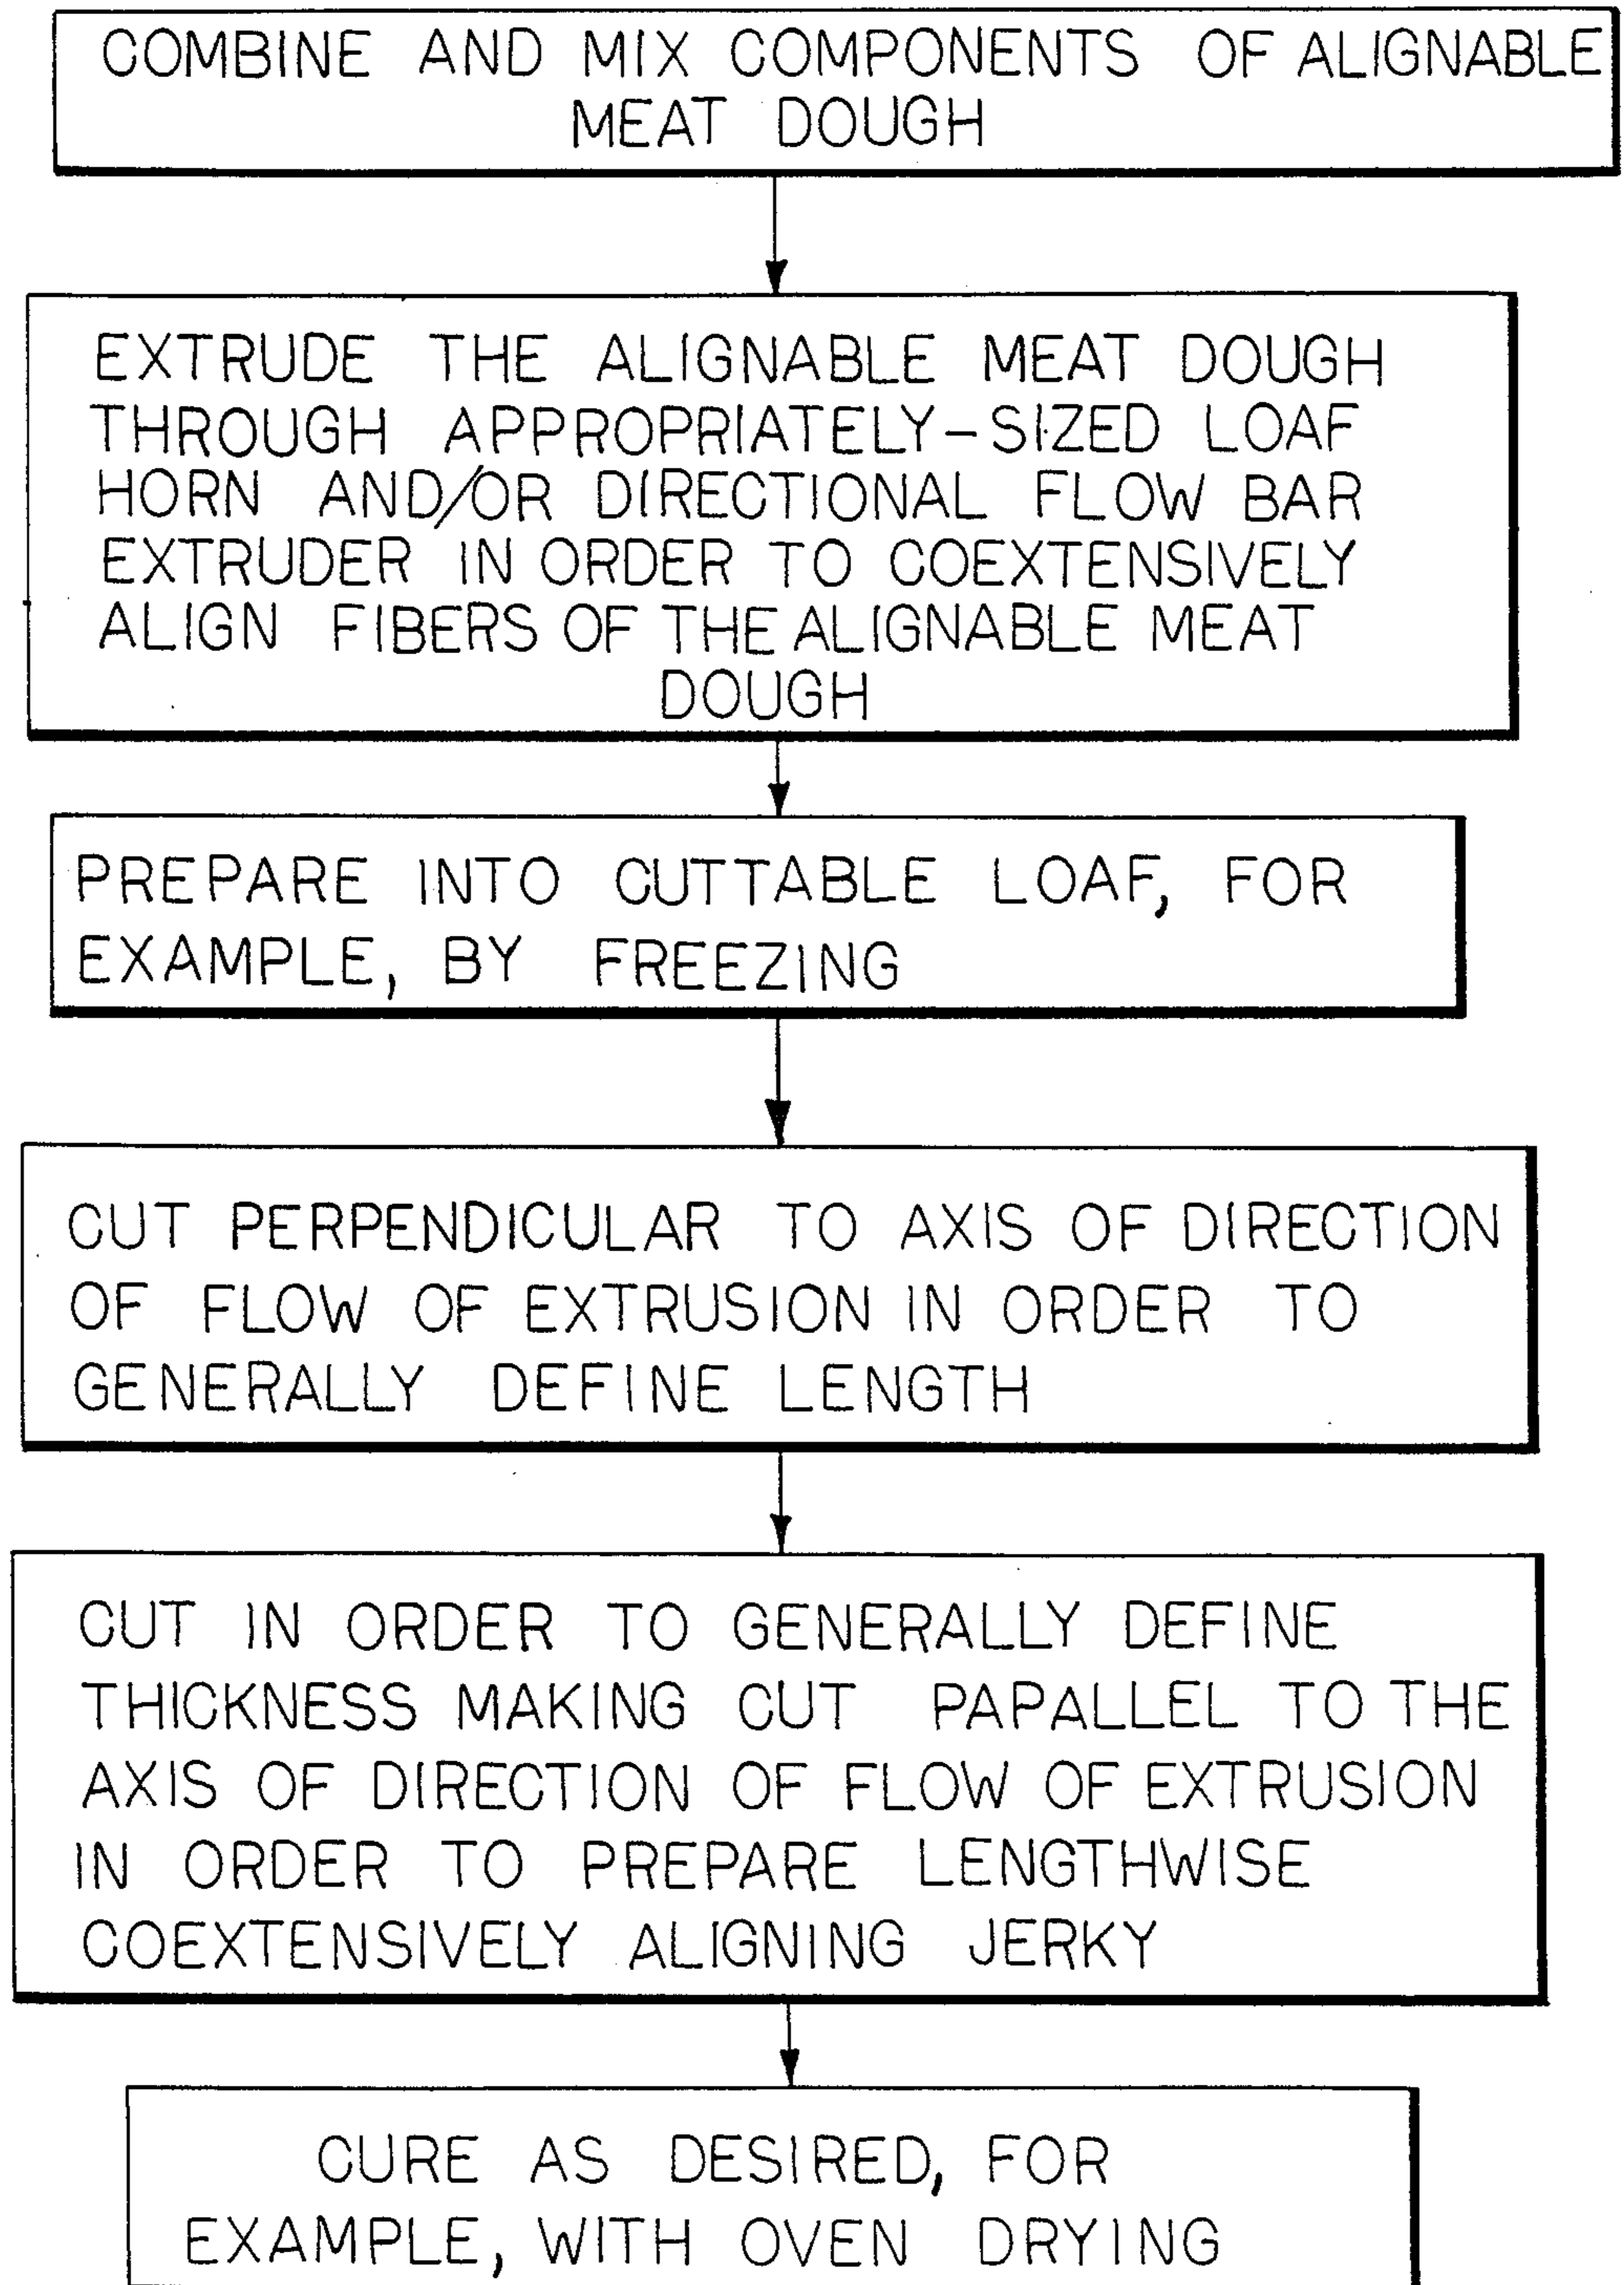 COMBINE AND MIX COMPONENTS OF ALIGNABLE
MEAT DOUGH
EXTRUDE THE ALIGNABLE MEAT DOUGH
THROUGH APPROPRIATELY-SIZED LOAF
HORN AND/OR DIRECTIONAL FLOW BAR
EXTRUDER IN ORDER TO COEXTENSIVELY
ALIGN FIBERS OF THE ALIGNABLE MEAT
DOUGH
PREPARE INTO CUTTABLE LOAF, FOR
EXAMPLE, BY FREEZING
CUT PERPENDICULAR TO AXIS OF DIRECTION
OF FLOW OF EXTRUSION IN ORDER TO
GENERALLY DEFINE LENGTH
CUT IN ORDER TO GENERALLY DEFINE
THICKNESS MAKING CUT PAPALLEL TO THE
AXIS OF DIRECTION OF FLOW OF EXTRUSION
IN ORDER TO PREPARE LENGTHWISE
COEXTENSIVELY ALIGNING JERKY
CURE AS DESIRED, FOR
EXAMPLE, WITH OVEN DRYING